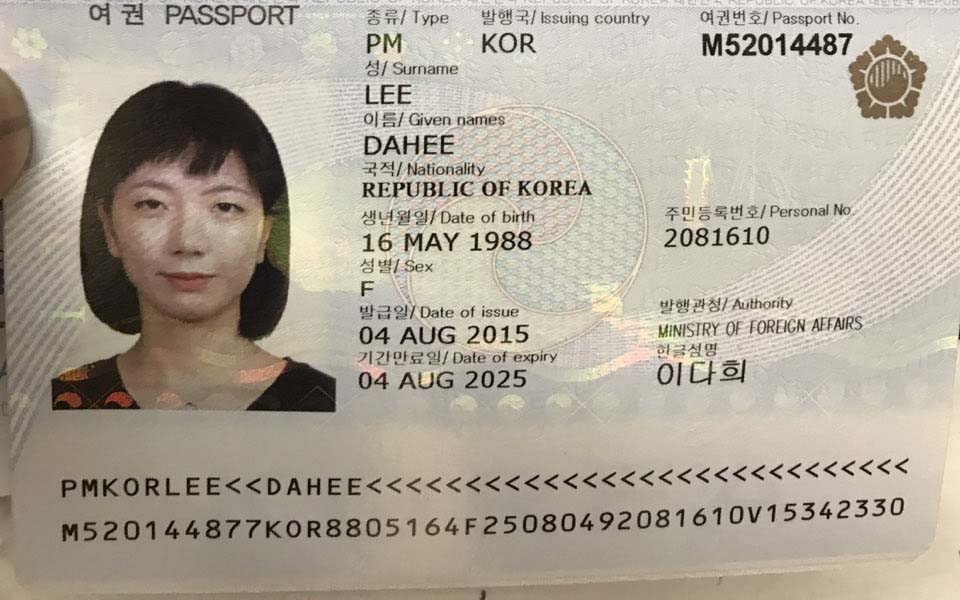 여 권 PASSPORT
종류/ Type 발행국/ Issuing country 여권번호/ Passport No.
PM KOR M52014487
성/ Surname
LEE
이름/ Given names
DAHEE
국적/ Nationality
REPUBLIC OF KOREA
생년월일/ Date of birth 주민등록번호/ Personal No.
16 MAY 1988 2081610
성별/ Sex
F
발급일/ Date of issue 발행관청/ Authority
04 AUG 2015 MINISTRY OF FOREIGN AFFAIRS
기간만료일/ Date of expiry 한글성명
04 AUG 2025 이다희
PMKORLEE<<DAHEE<<<<<<<<<<<<<<<<<<<<<<<<<<<<<
M520144877KOR8805164F25080492081610V15342330